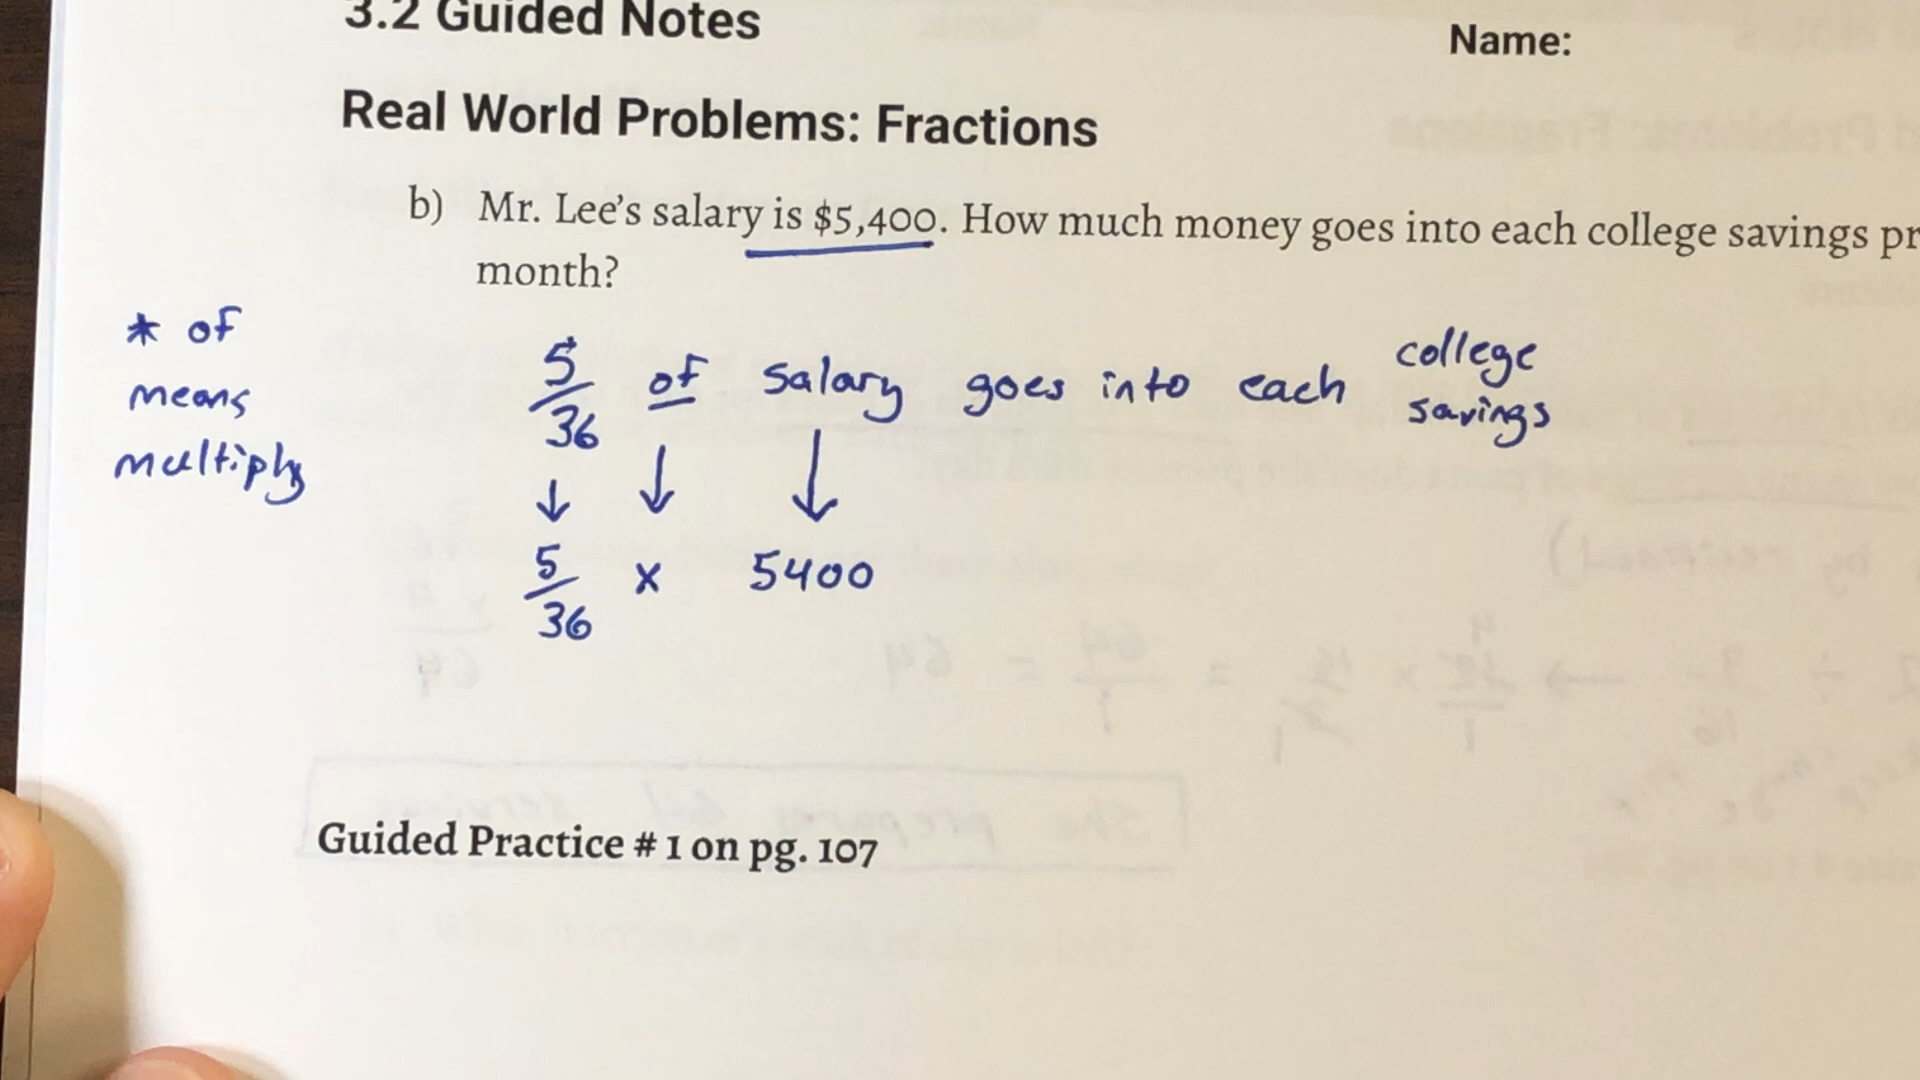 3.2 Guided Notes
Name:
Real World Problems: Fractions
b) Mr. Lee's salary is $5,400. How much money goes into each college savings
month?
* of
means
multiply
5/36 of salary goes into each college savings
5/36 x 5400
Guided Practice # 1 on pg. 107